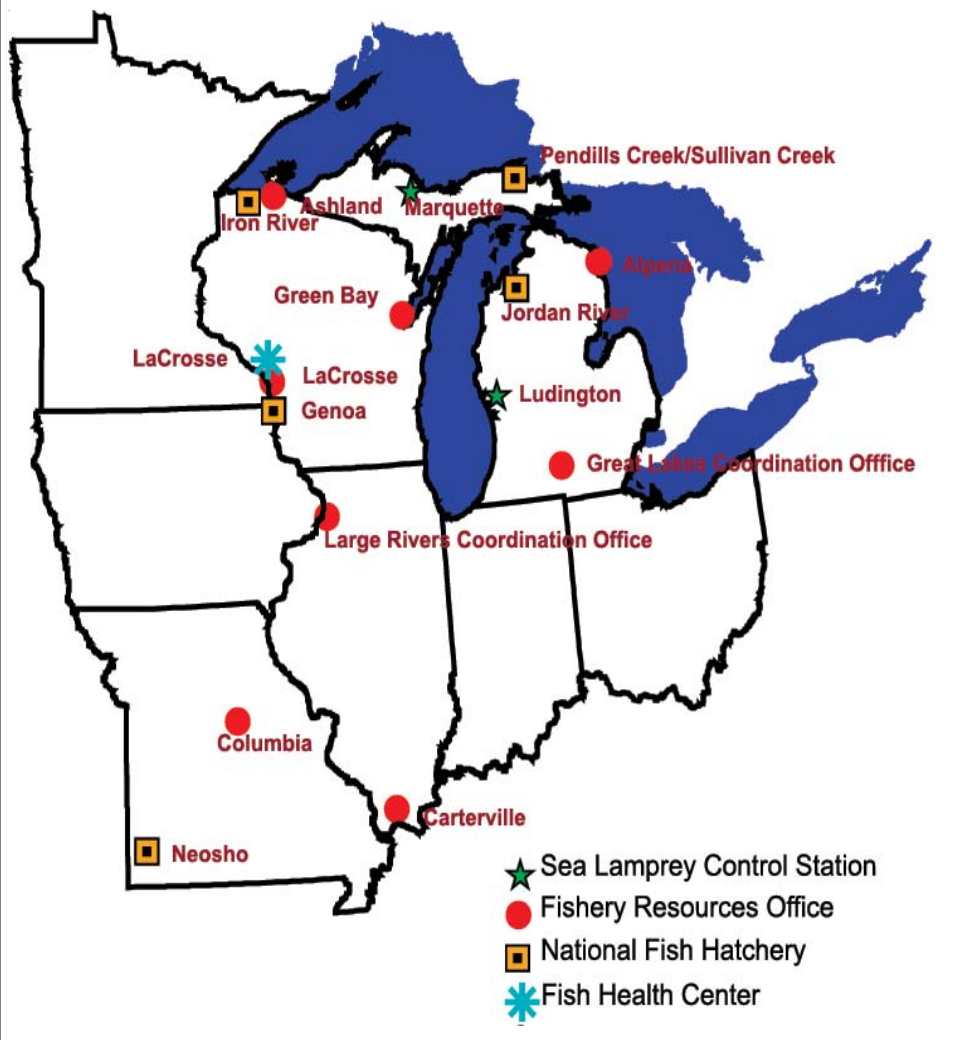 Pendills Creek/Sullivan Creek
Ashland
Marquette
Iron River
Alpena
Green Bay
Jordan River
LaCrosse
LaCrosse
Ludington
Genoa
Great Lakes Coordination Offfice
Large Rivers Coordination Office
Columbia
Carterville
Neosho
Sea Lamprey Control Station
Fishery Resources Office
National Fish Hatchery
Fish Health Center